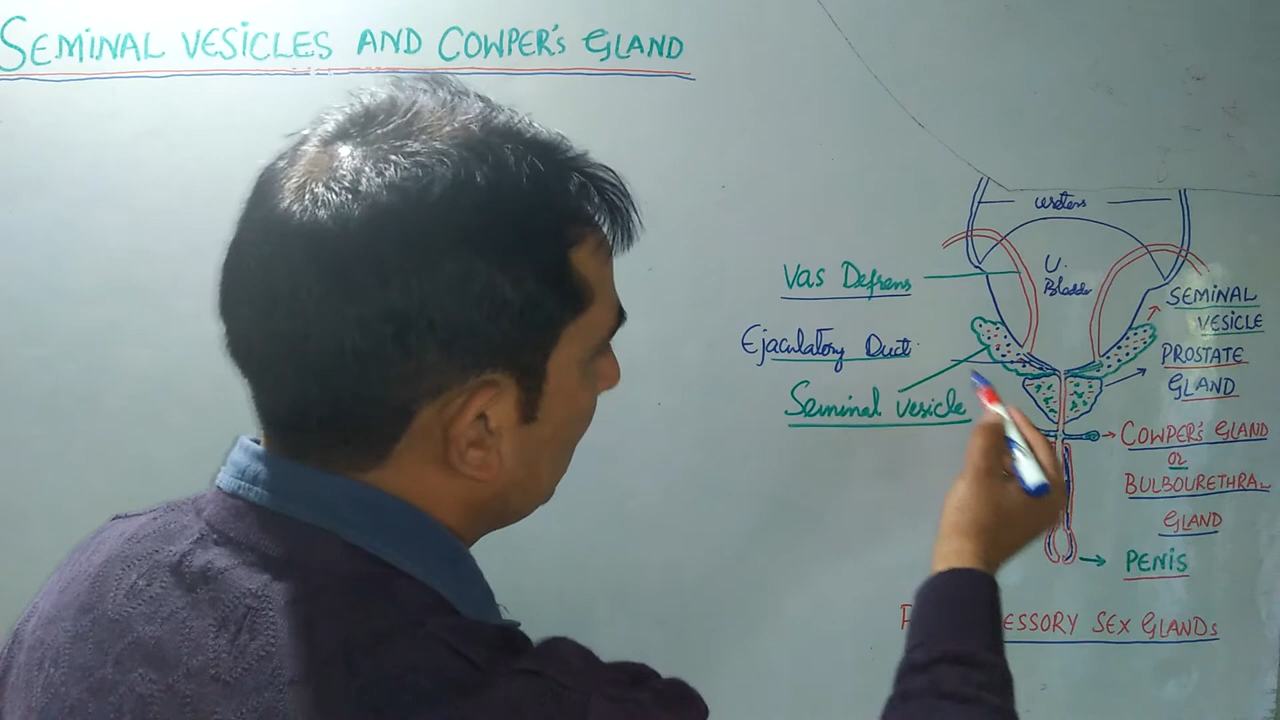 SEMINAL VESICLES AND COWPER'S GLAND
ureters
U.
Bladder
Vas Defrens
Ejaculatory Duct
Seminal vesicle
SEMINAL
VESICLE
PROSTATE
GLAND
COWPER'S GLAND
or
BULBOURETHRAL
GLAND
PENIS
SEX GLANDS